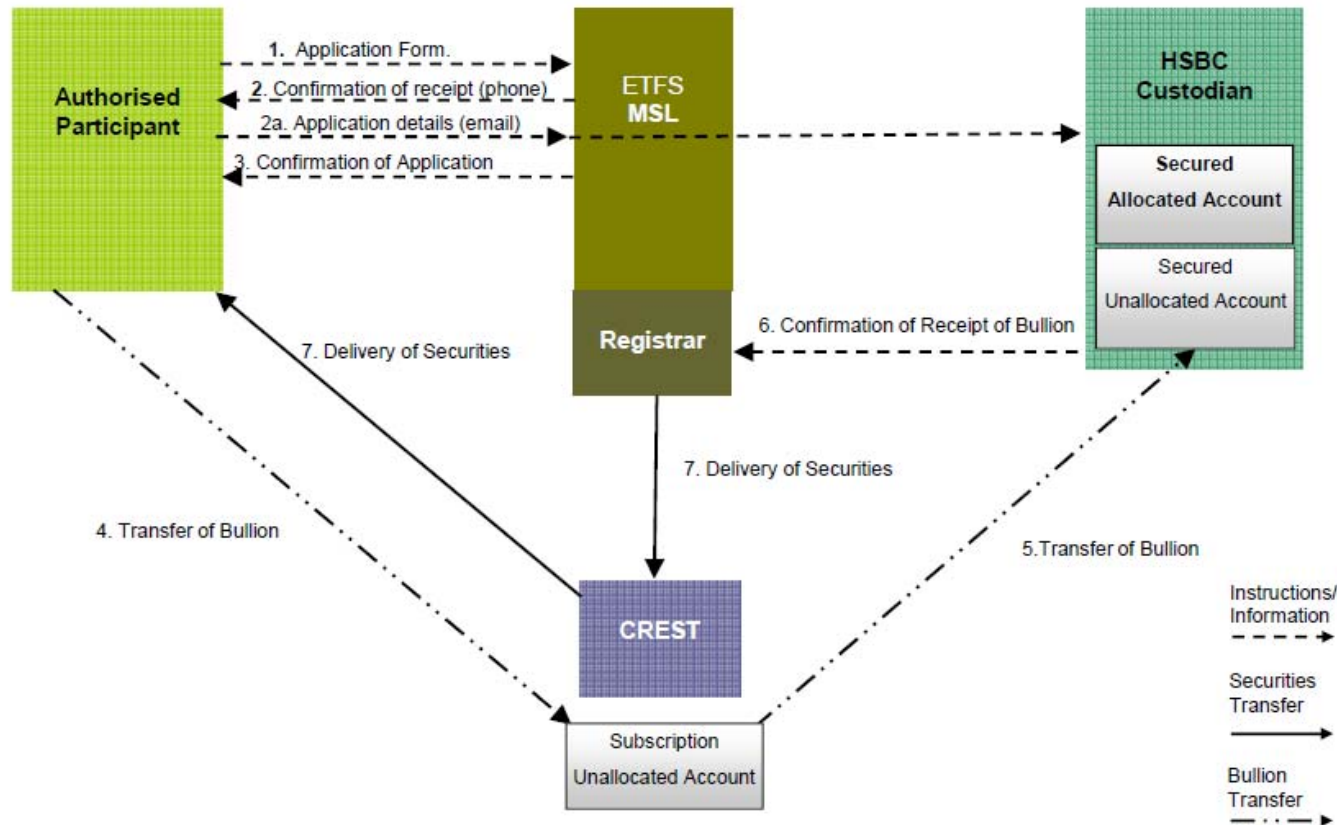 Authorised
Participant
1. Application Form.
2. Confirmation of receipt (phone)
2a. Application details (email)
3. Confirmation of Application
ETFS
MSL
Registrar
HSBC
Custodian
Secured
Allocated Account
Secured
Unallocated Account
6. Confirmation of Receipt of Bullion
7. Delivery of Securities
7. Delivery of Securities
4. Transfer of Bullion
5.Transfer of Bullion
CREST
Subscription
Unallocated Account
Instructions/
Information
Securities
Transfer
Bullion
Transfer